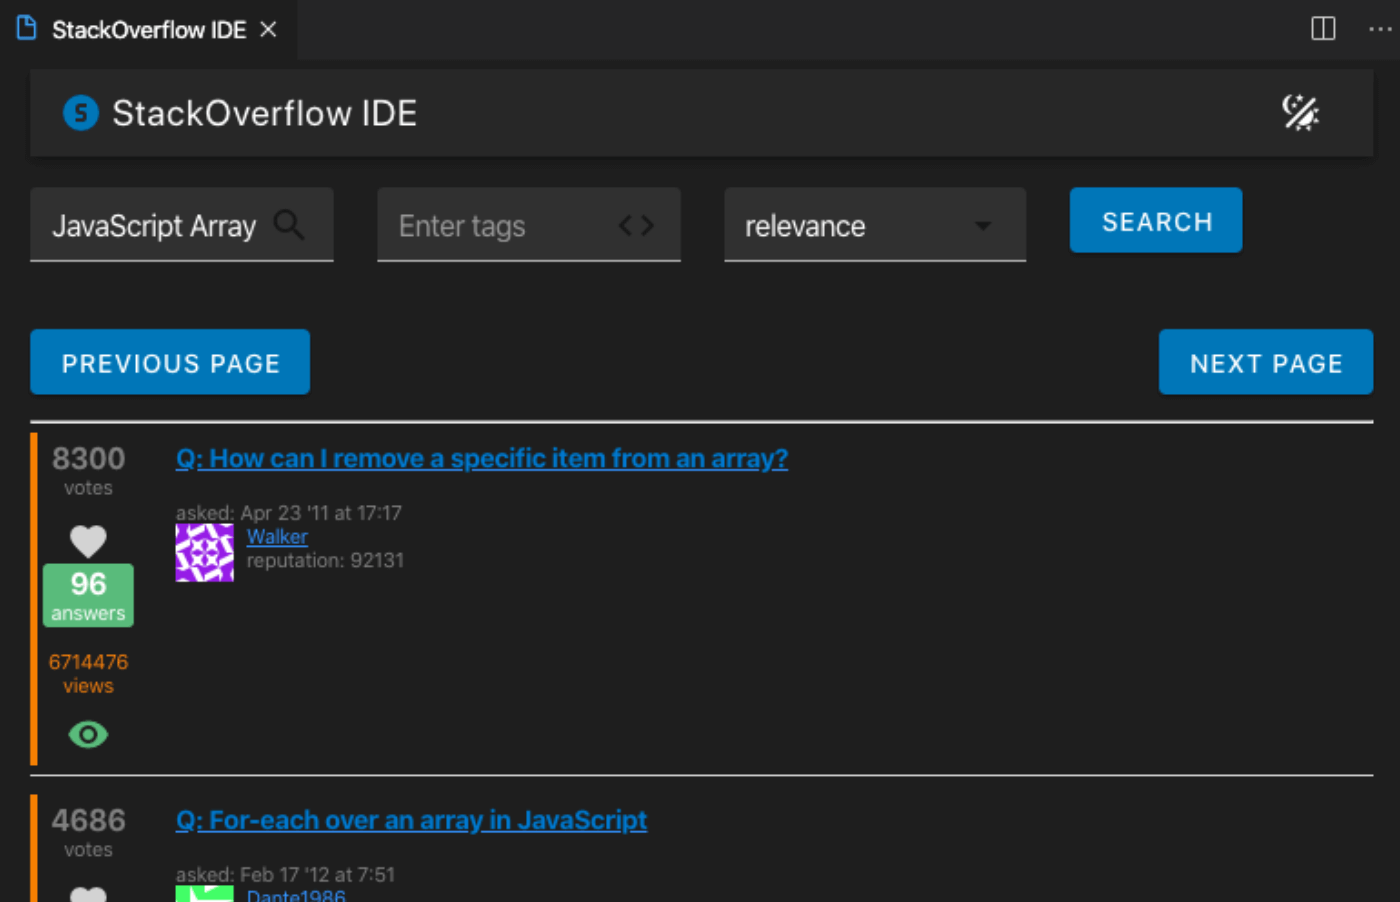 StackOverflow IDE
S StackOverflow IDE
JavaScript Array
Enter tags
relevance
SEARCH
PREVIOUS PAGE
NEXT PAGE
8300
votes
Q: How can I remove a specific item from an array?
asked: Apr 23 '11 at 17:17
Walker
reputation: 92131
96
answers
6714476
views
4686
votes
Q: For-each over an array in JavaScript
asked: Feb 17 '12 at 7:51
Dante1986